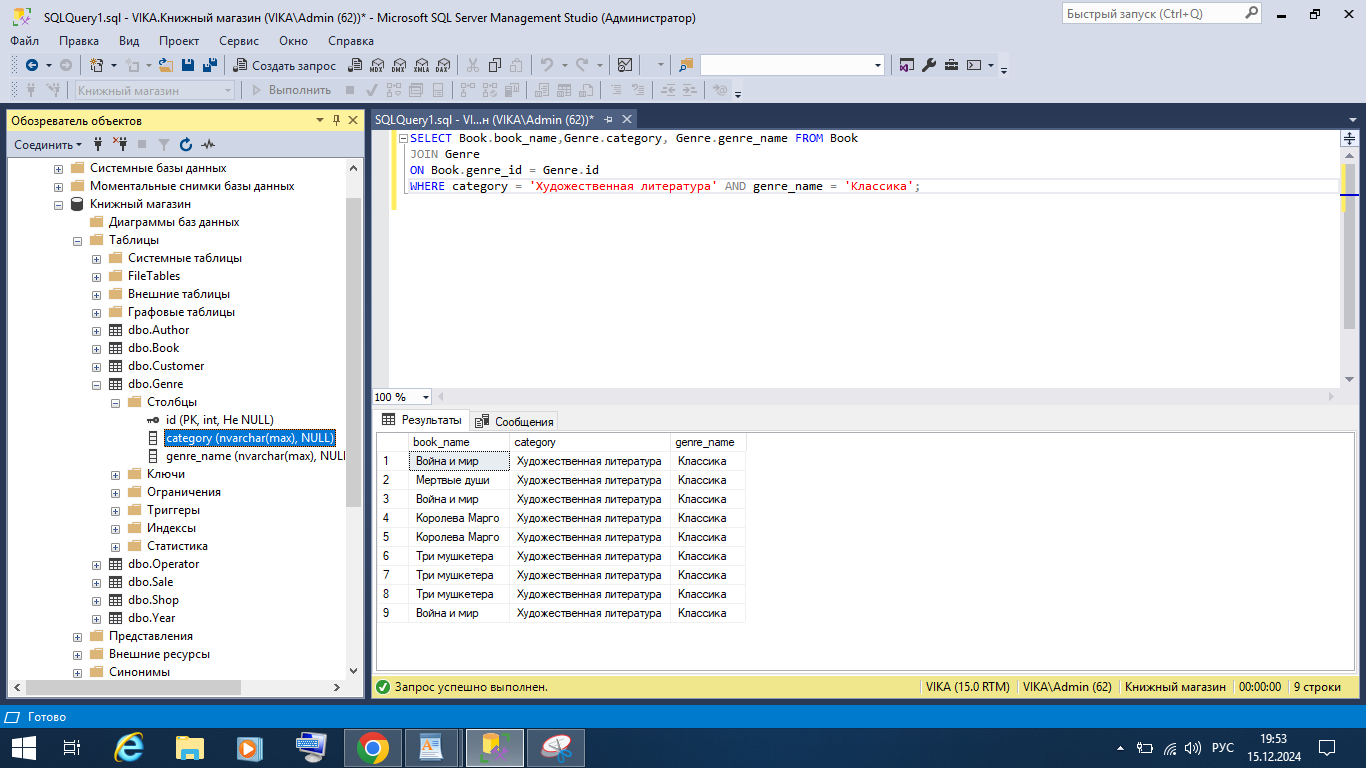 SQLQuery1.sql - VIKA.Книжный магазин (VIKA\Admin (62))* - Microsoft SQL Server Management Studio (Администратор)
Быстрый запуск (Ctrl+Q)
Файл Правка Вид Проект Сервис Окно Справка
Создать запрос MDX DMX XMLA DAX
Книжный магазин Выполнить
Обозреватель объектов
SQLQuery1.sql - VI...н (VIKA\Admin (62))*
Соединить
Системные базы данных
Моментальные снимки базы данных
Книжный магазин
Диаграммы баз данных
Таблицы
Системные таблицы
FileTables
Внешние таблицы
Графовые таблицы
dbo.Author
dbo.Book
dbo.Customer
dbo.Genre
Столбцы
id (PK, int, Не NULL)
category (nvarchar(max), NULL)
genre_name (nvarchar(max), NULL
Ключи
Ограничения
Триггеры
Индексы
Статистика
dbo.Operator
dbo.Sale
dbo.Shop
dbo.Year
Представления
Внешние ресурсы
Синонимы
SELECT Book.book_name,Genre.category, Genre.genre_name FROM Book
JOIN Genre
ON Book.genre_id = Genre.id
WHERE category = 'Художественная литература' AND genre_name = 'Классика';
100 %
Результаты Сообщения
book_name category genre_name
1 Война и мир Художественная литература Классика
2 Мертвые души Художественная литература Классика
3 Война и мир Художественная литература Классика
4 Королева Марго Художественная литература Классика
5 Королева Марго Художественная литература Классика
6 Три мушкетера Художественная литература Классика
7 Три мушкетера Художественная литература Классика
8 Три мушкетера Художественная литература Классика
9 Война и мир Художественная литература Классика
Запрос успешно выполнен. VIKA (15.0 RTM) VIKA\Admin (62) Книжный магазин 00:00:00 9 строки
Готово
РУС
19:53
15.12.2024